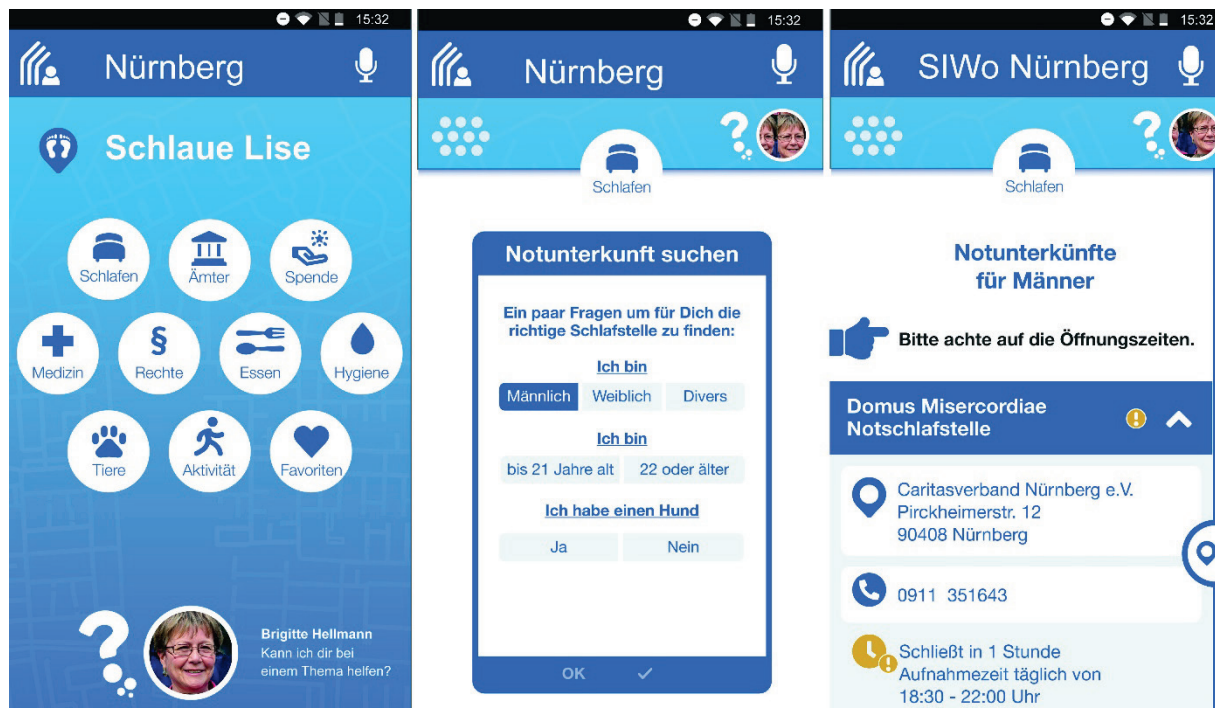 15:32
Nürnberg
Schlaue Lise
Schlafen
Ämter
Spende
Medizin
§
Rechte
Essen
Hygiene
Tiere
Aktivität
Favoriten
?
Brigitte Hellmann
Kann ich dir bei
einem Thema helfen?
15:32
Nürnberg
?
Schlafen
Notunterkunft suchen
Ein paar Fragen um für Dich die
richtige Schlafstelle zu finden:
Ich bin
Männlich Weiblich Divers
Ich bin
bis 21 Jahre alt 22 oder älter
Ich habe einen Hund
Ja Nein
OK
15:32
SIWo Nürnberg
?
Schlafen
Notunterkünfte
für Männer
Bitte achte auf die Öffnungszeiten.
Domus Misercordiae
Notschlafstelle
Caritasverband Nürnberg e.V.
Pirckheimerstr. 12
90408 Nürnberg
0911 351643
Schließt in 1 Stunde
Aufnahmezeit täglich von
18:30 - 22:00 Uhr